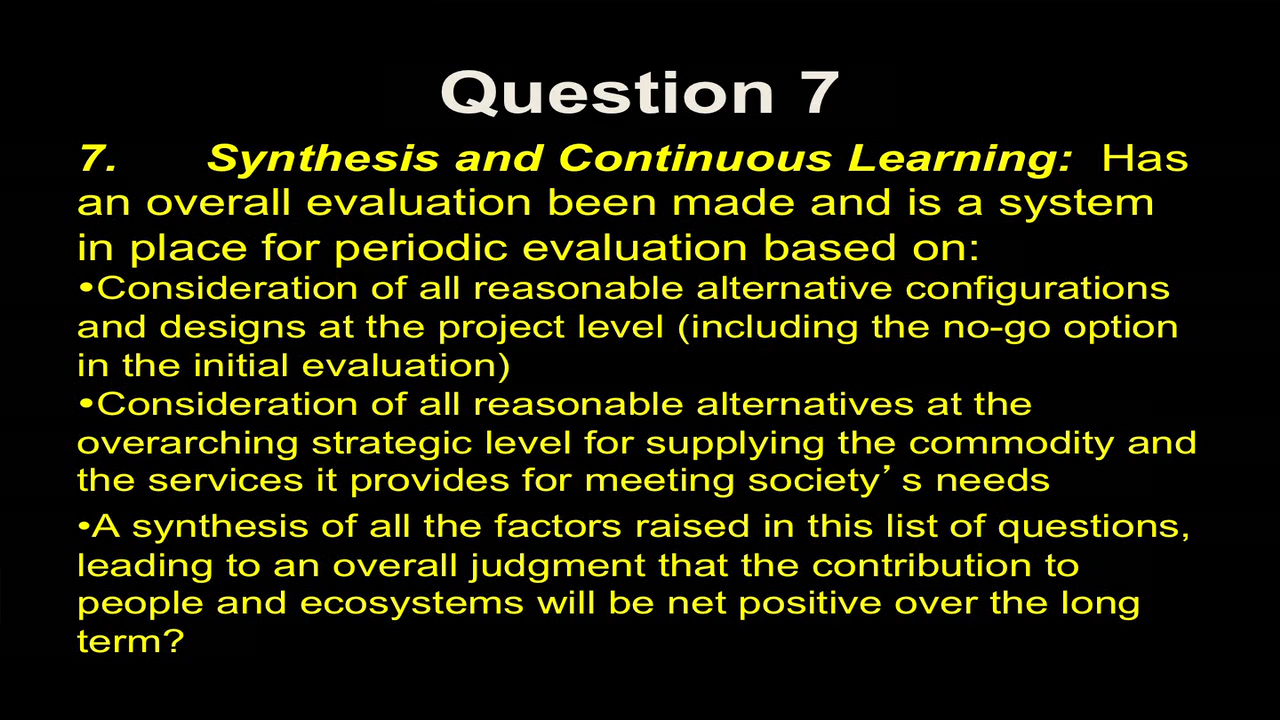 Question 7
7. Synthesis and Continuous Learning: Has
an overall evaluation been made and is a system
in place for periodic evaluation based on:
•Consideration of all reasonable alternative configurations
and designs at the project level (including the no-go option
in the initial evaluation)
•Consideration of all reasonable alternatives at the
overarching strategic level for supplying the commodity and
the services it provides for meeting society’s needs
•A synthesis of all the factors raised in this list of questions,
leading to an overall judgment that the contribution to
people and ecosystems will be net positive over the long
term?